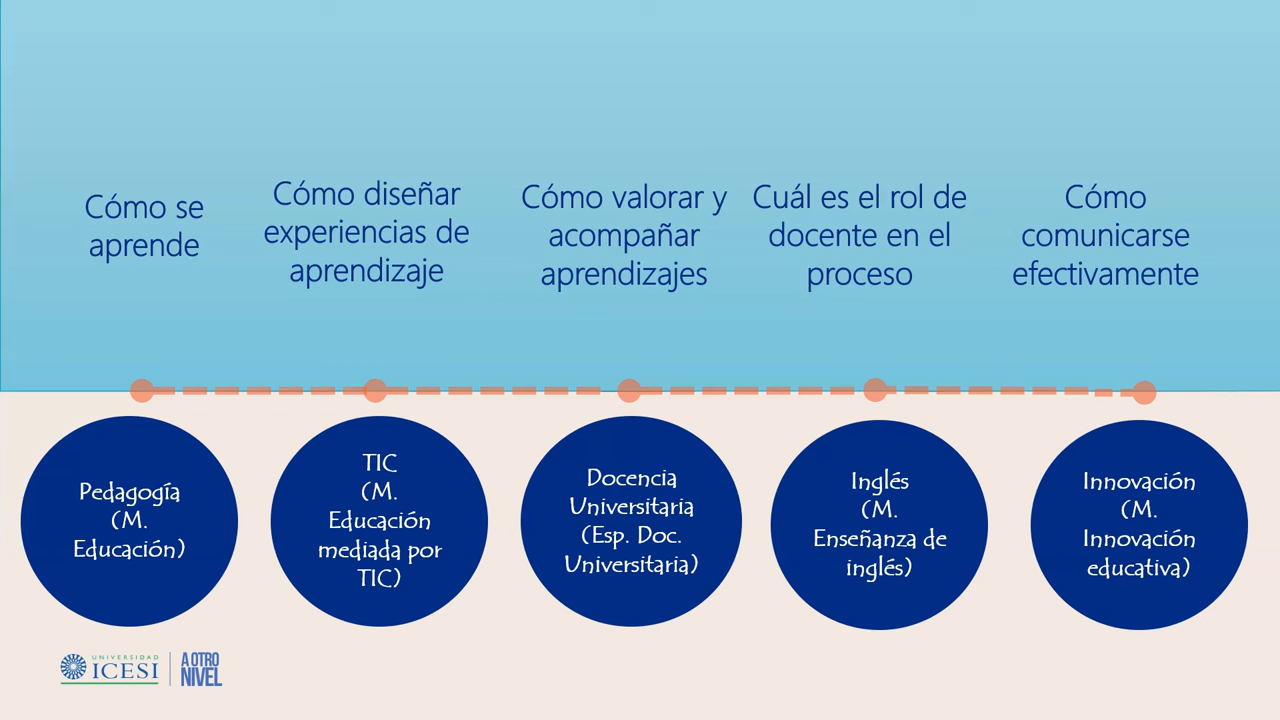 Cómo se
aprende
Cómo diseñar
experiencias de
aprendizaje
Cómo valorar y
acompañar
aprendizajes
Cuál es el rol de
docente en el
proceso
Cómo
comunicarse
efectivamente
Pedagogía
(M.
Educación)
TIC
(M.
Educación
mediada por
TIC)
Docencia
Universitaria
(Esp. Doc.
Universitaria)
Inglés
(M.
Enseñanza de
inglés)
Innovación
(M.
Innovación
educativa)
UNIVERSIDAD
ICESI
A OTRO
NIVEL